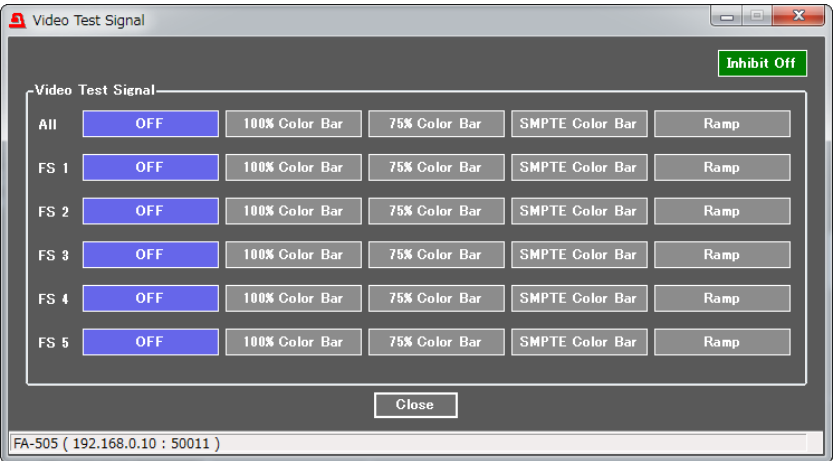 Video Test Signal
Inhibit Off
Video Test Signal
All OFF 100% Color Bar 75% Color Bar SMPTE Color Bar Ramp
FS 1 OFF 100% Color Bar 75% Color Bar SMPTE Color Bar Ramp
FS 2 OFF 100% Color Bar 75% Color Bar SMPTE Color Bar Ramp
FS 3 OFF 100% Color Bar 75% Color Bar SMPTE Color Bar Ramp
FS 4 OFF 100% Color Bar 75% Color Bar SMPTE Color Bar Ramp
FS 5 OFF 100% Color Bar 75% Color Bar SMPTE Color Bar Ramp
Close
FA-505 ( 192.168.0.10 : 50011 )